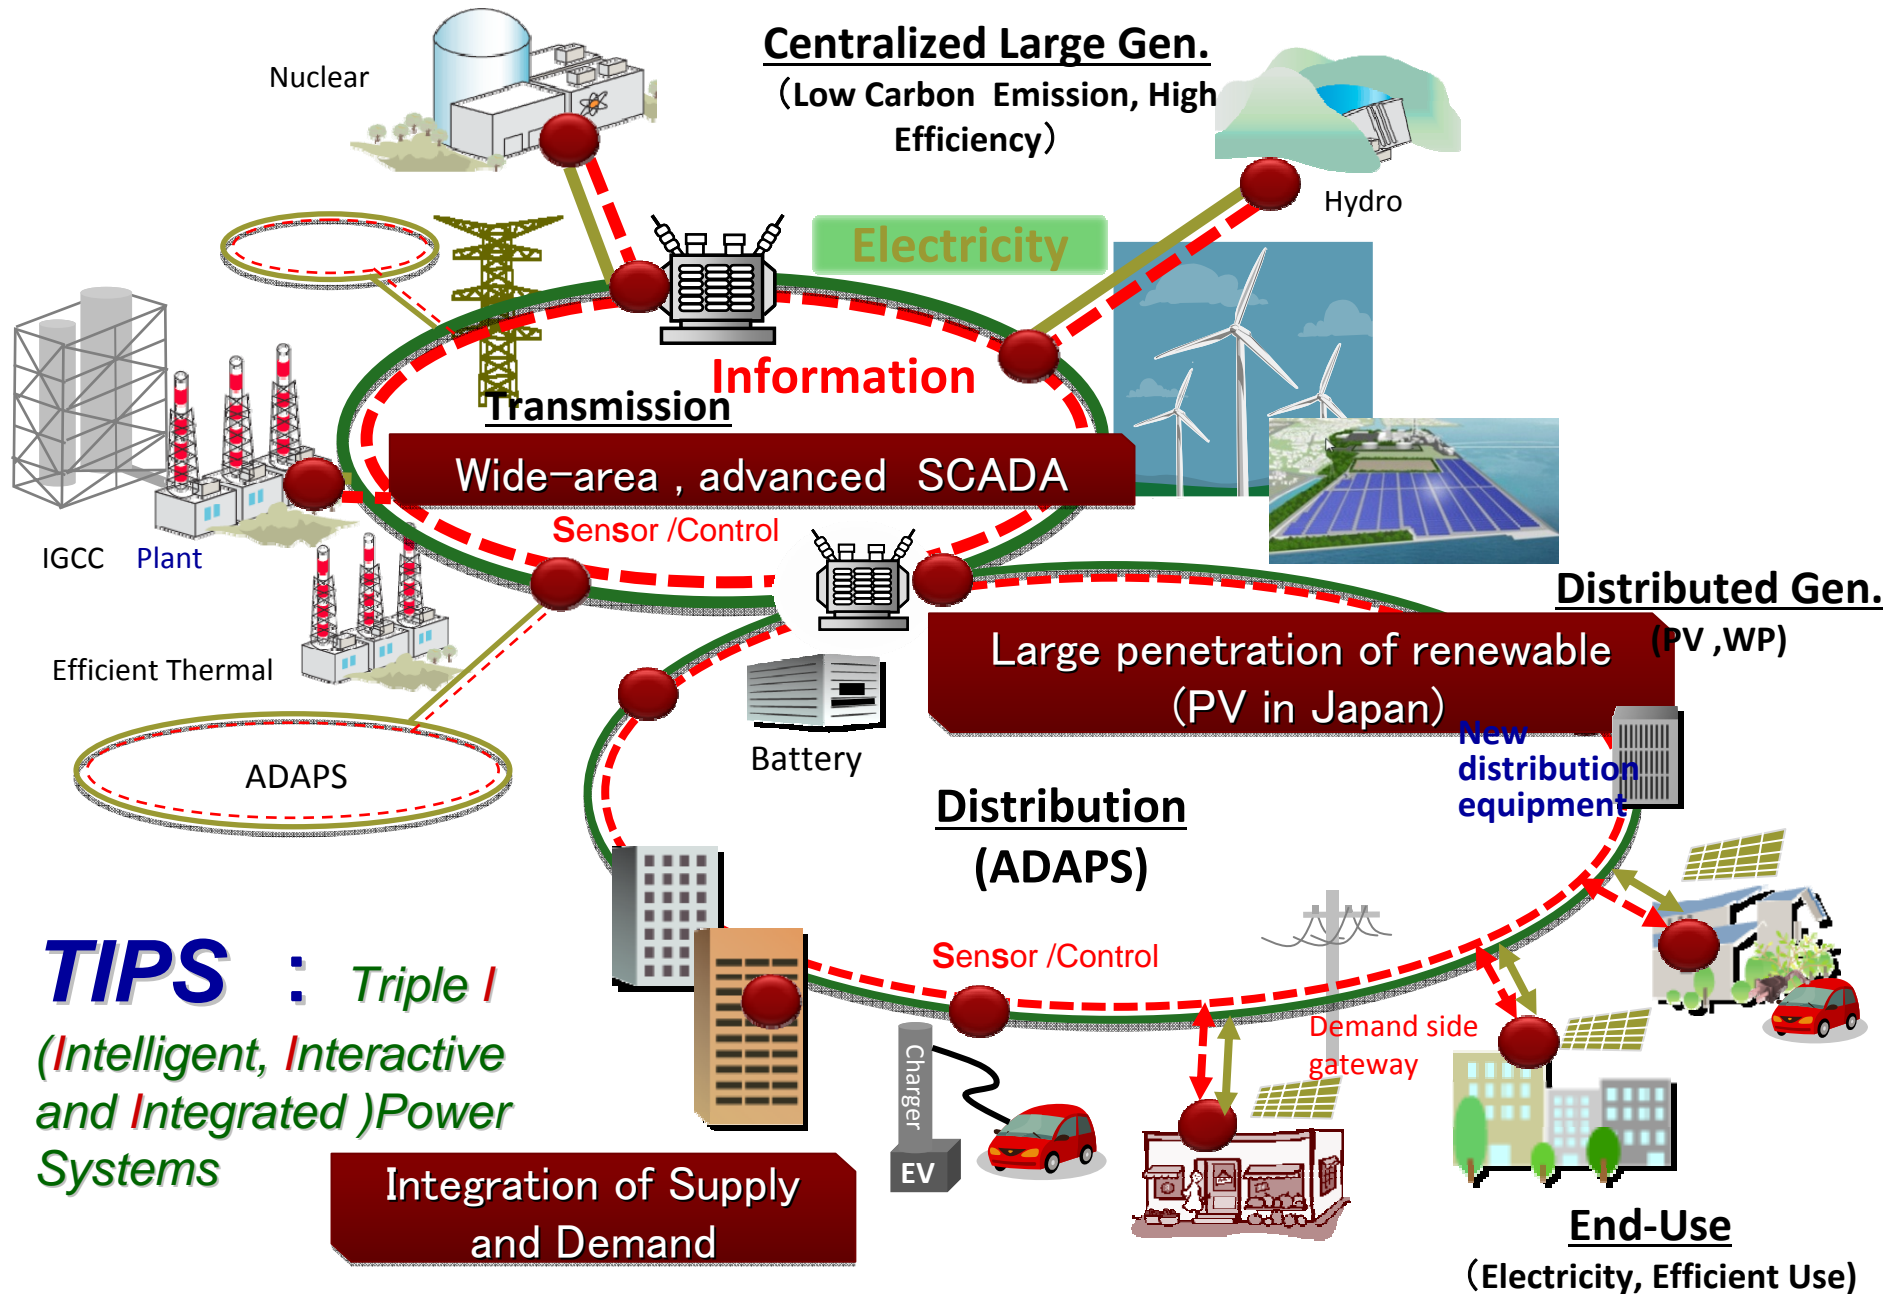 Nuclear
Centralized Large Gen.
（Low Carbon Emission, High
Efficiency）
Hydro
Electricity
Information
Transmission
Wide-area , advanced SCADA
Sensor /Control
IGCC Plant
Efficient Thermal
ADAPS
Distributed Gen.
(PV ,WP)
Large penetration of renewable
(PV in Japan)
Battery
New
distribution
equipment
Distribution
(ADAPS)
TIPS : Triple I
(Intelligent, Interactive
and Integrated )Power
Systems
Sensor /Control
Demand side
gateway
Charger
EV
Integration of Supply
and Demand
End-Use
（Electricity, Efficient Use)